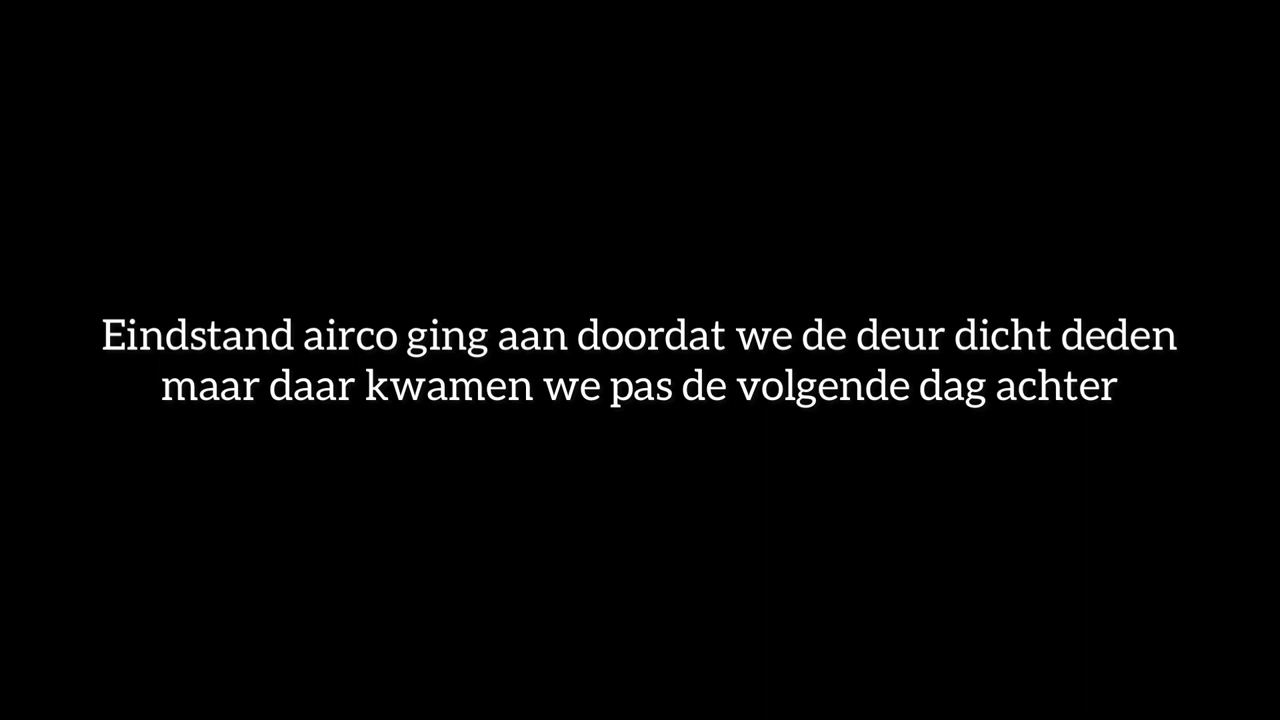 Eindstand airco ging aan doordat we de deur dicht deden
maar daar kwamen we pas de volgende dag achter